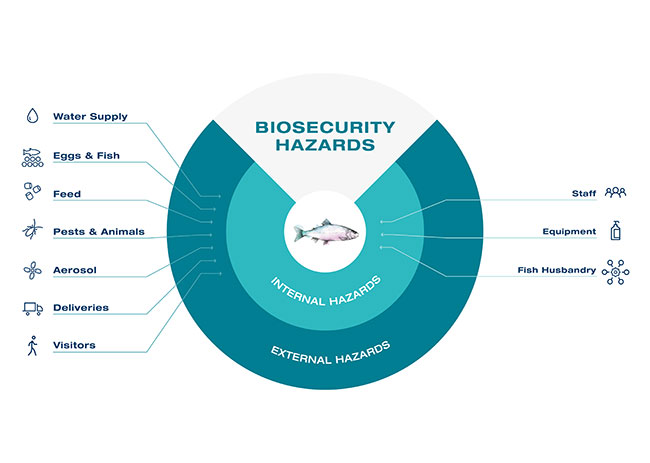 BIOSECURITY
HAZARDS
Water Supply
Eggs & Fish
Feed
Pests & Animals
Aerosol
Deliveries
Visitors
Staff
Equipment
Fish Husbandry
INTERNAL HAZARDS
EXTERNAL HAZARDS